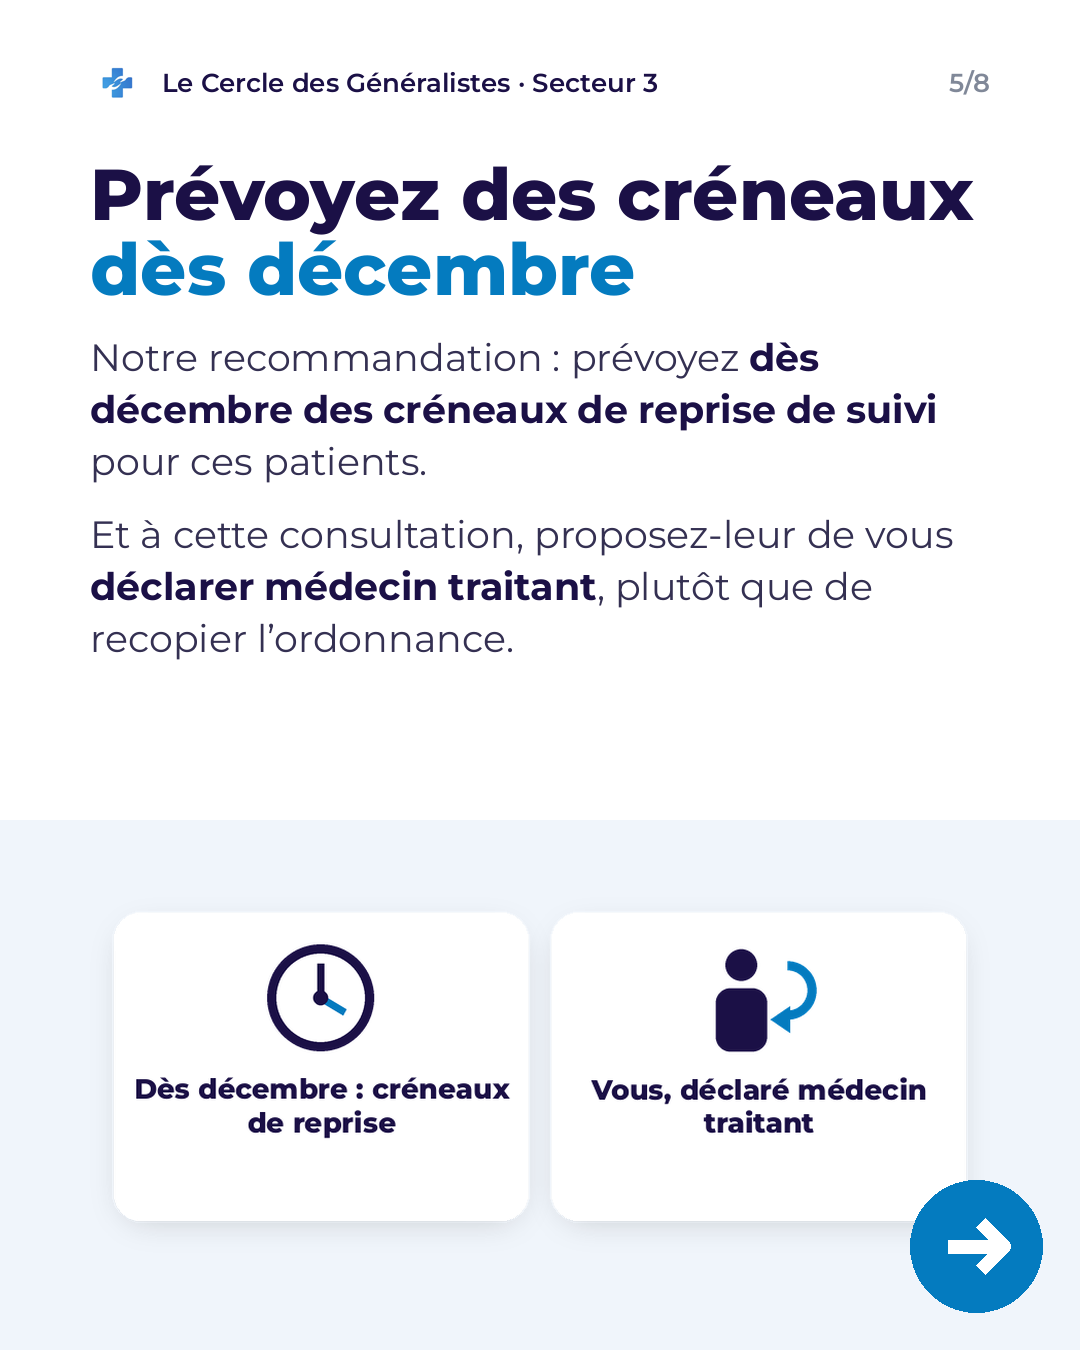 Le Cercle des Généralistes · Secteur 3
5/8
Prévoyez des créneaux
dès décembre
Notre recommandation : prévoyez dès
décembre des créneaux de reprise de suivi
pour ces patients.
Et à cette consultation, proposez-leur de vous
déclarer médecin traitant, plutôt que de
recopier l’ordonnance.
Dès décembre : créneaux
de reprise
Vous, déclaré médecin
traitant